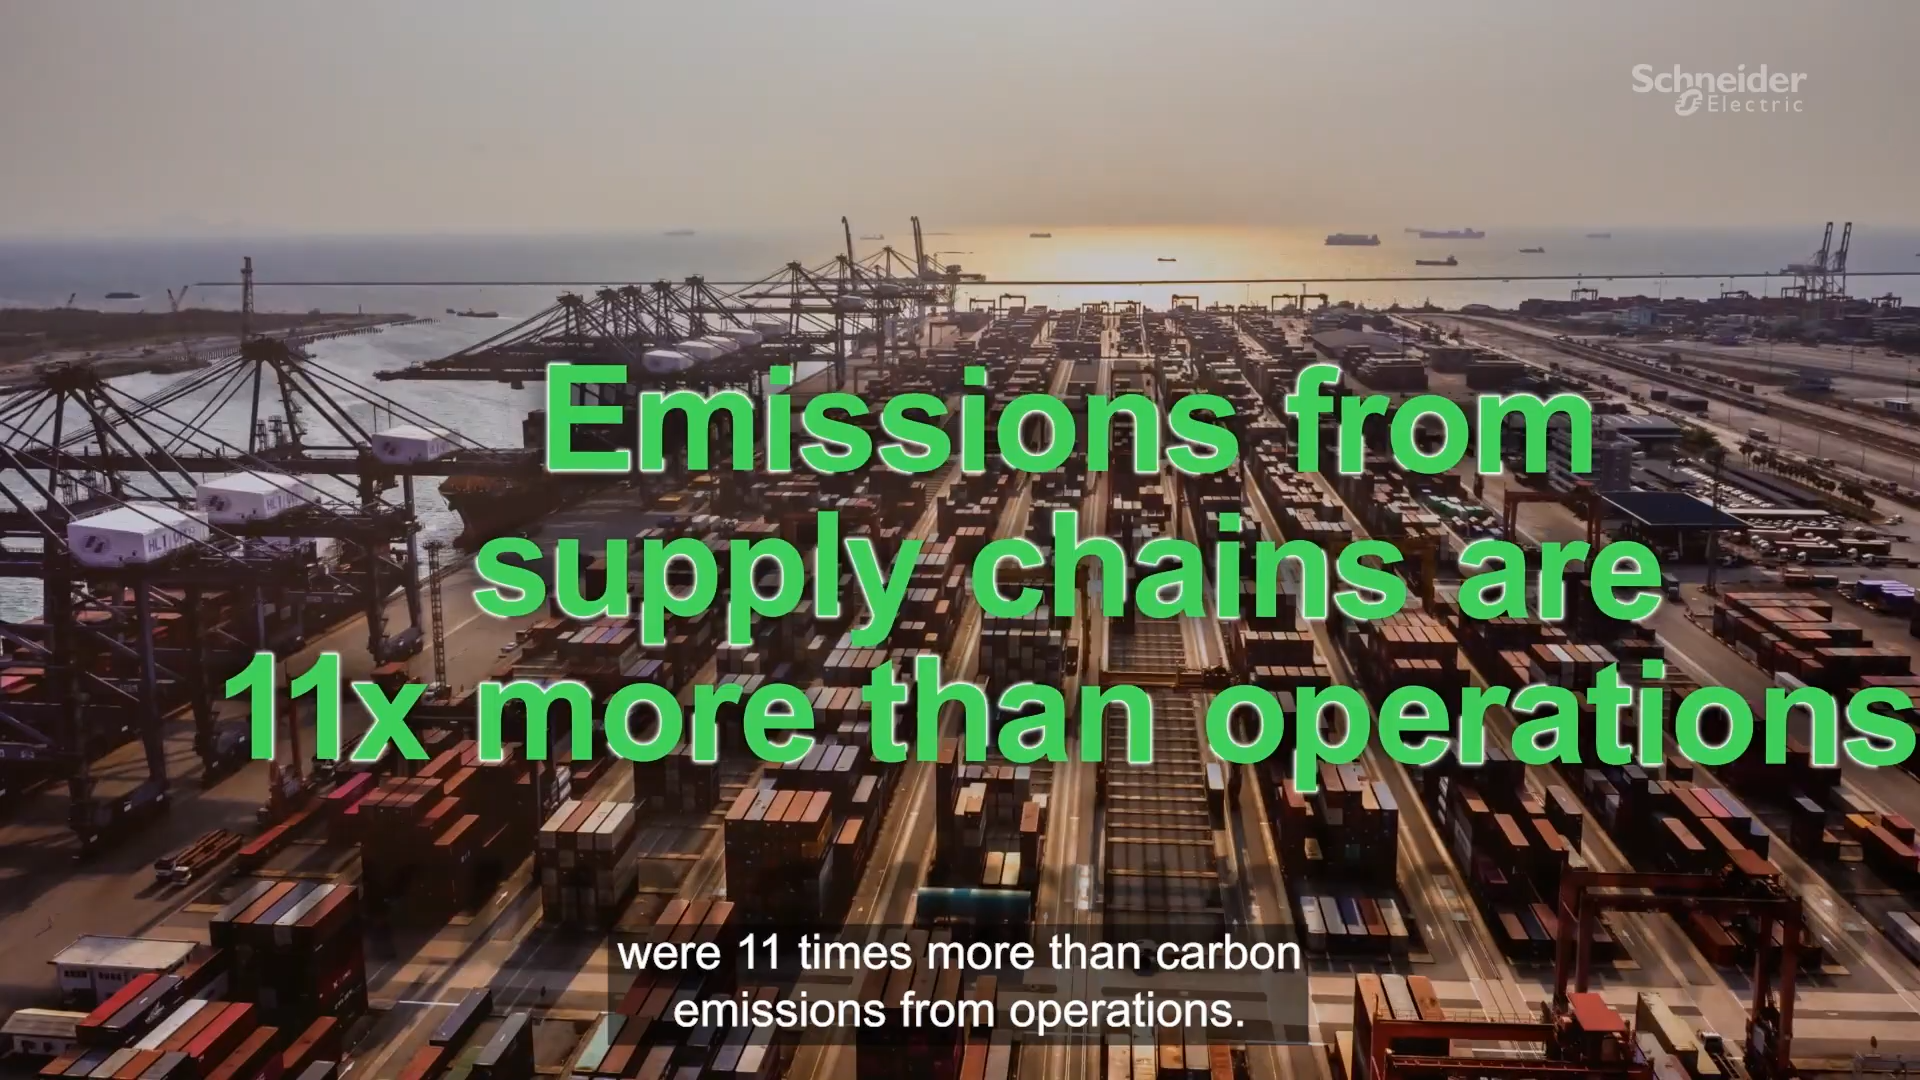 Schneider
Electric
Emissions from
supply chains are
11x more than operations
were 11 times more than carbon
emissions from operations.